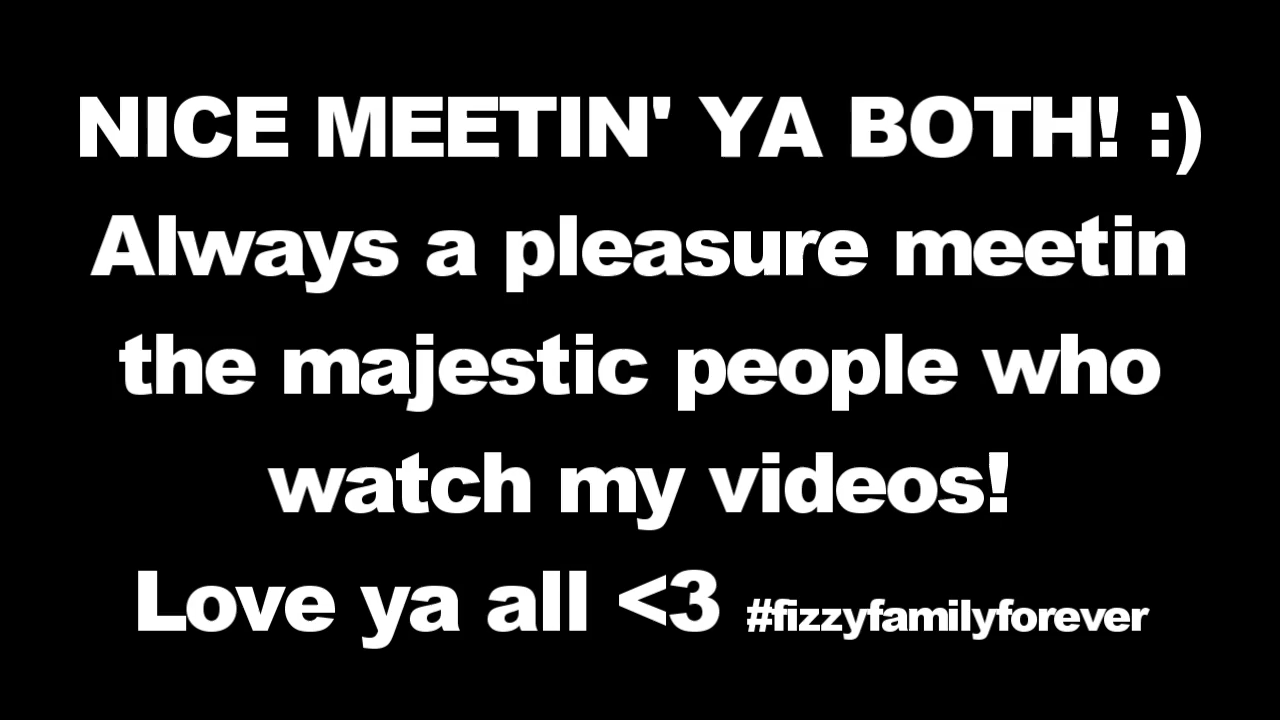 NICE MEETIN' YA BOTH! :)
Always a pleasure meetin
the majestic people who
watch my videos!
Love ya all <3 #fizzyfamilyforever